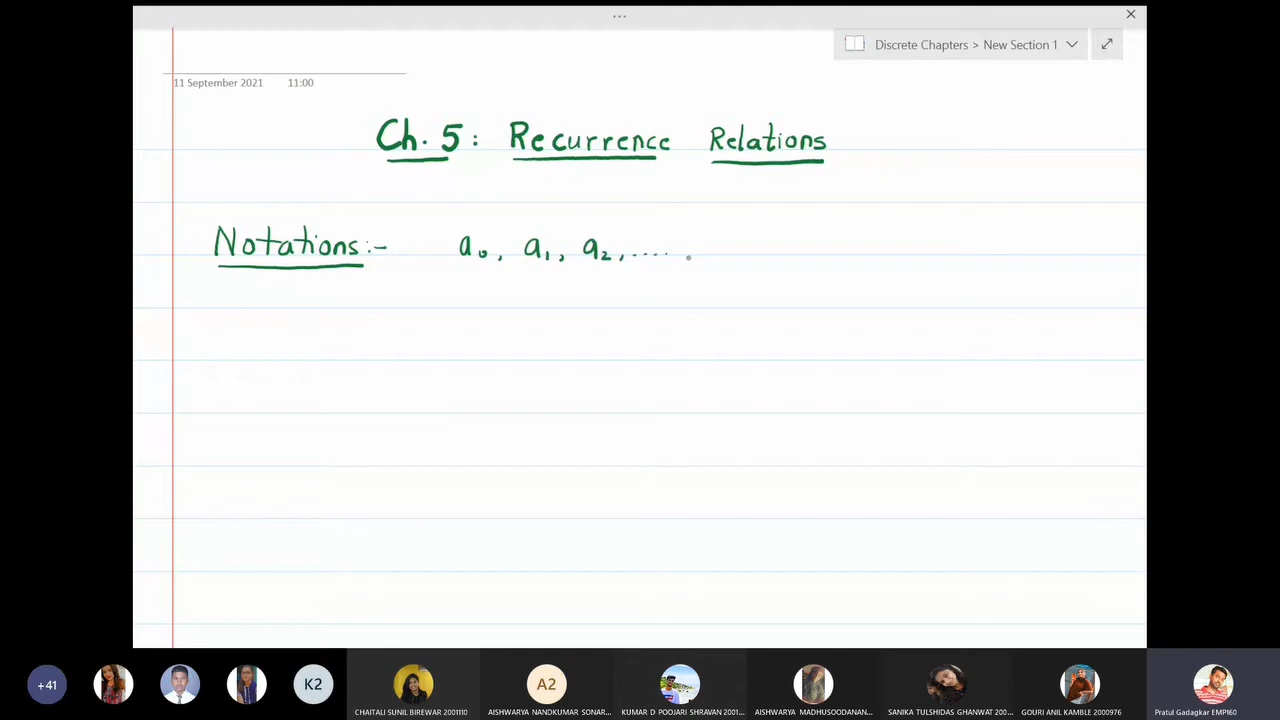 Discrete Chapters > New Section 1
11 September 2021 11:00
Ch. 5: Recurrence Relations
Notations:- a₀, a₁, a₂,.....
+41
K2
A2
CHAITALI SUNIL BIREWAR 2001110
AISHWARYA NANDKUMAR SONAR...
KUMAR D POOJARI SHRAVAN 2001...
AISHWARYA MADHUSOODANAN...
SANIKA TULSHIDAS GHANWAT 200...
GOURI ANIL KAMBLE 2000976
Pratul Gadagkar EMP160